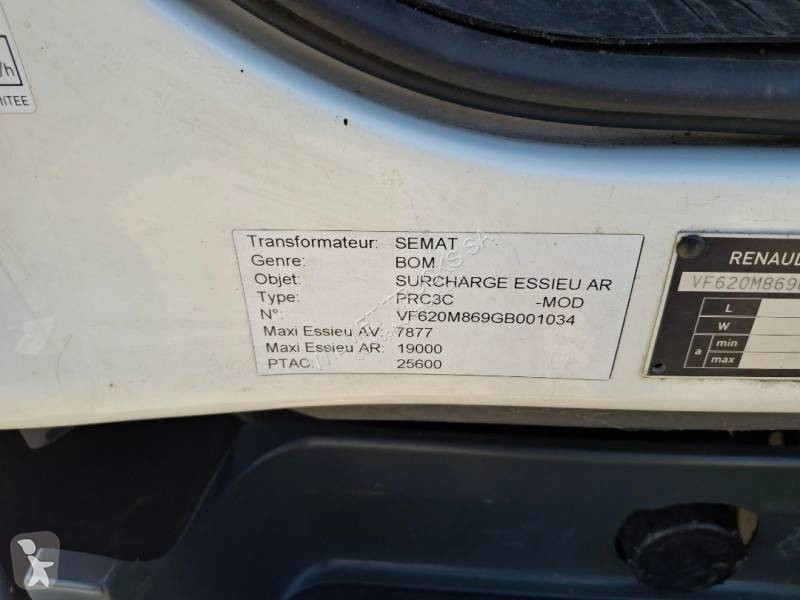 /h
MITEE
Transformateur: SEMAT
Genre: BOM
Objet: SURCHARGE ESSIEU AR
Type: PRC3C -MOD
N°: VF620M869GB001034
Maxi Essieu AV: 7877
Maxi Essieu AR: 19000
PTAC: 25600
RENAUL
VF620M869
L
W
a
min
max